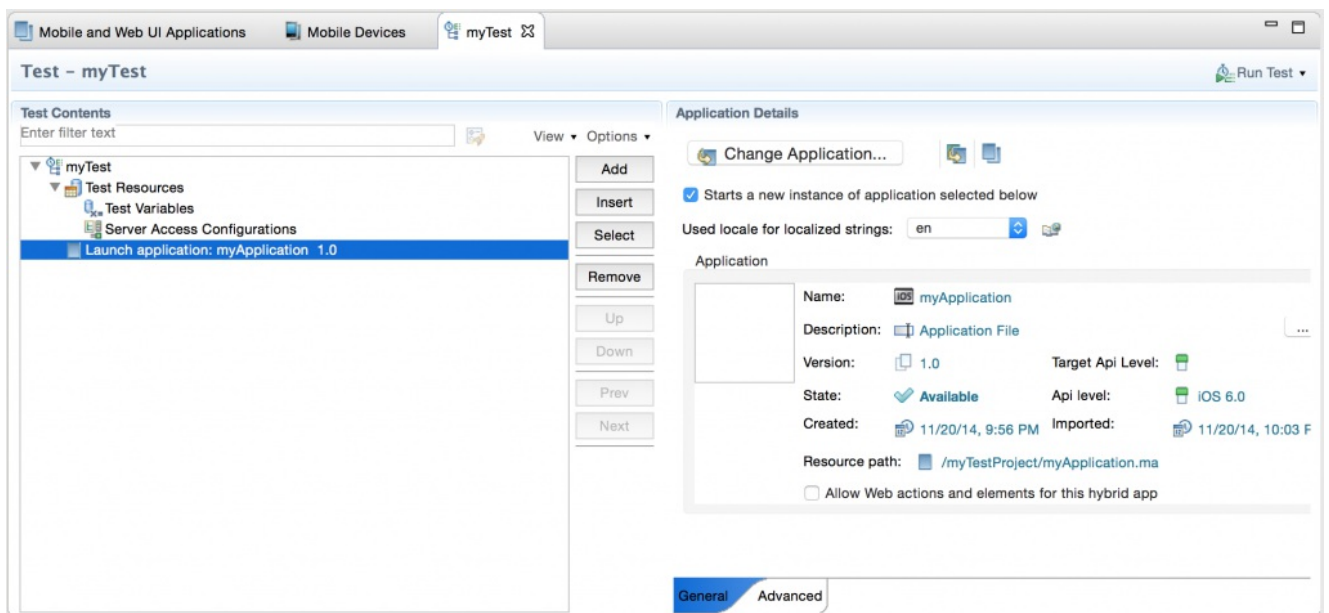 Mobile and Web UI Applications
Mobile Devices
myTest
Test – myTest
Run Test
Test Contents
Enter filter text
View
Options
myTest
Test Resources
Test Variables
Server Access Configurations
Launch application: myApplication 1.0
Add
Insert
Select
Remove
Up
Down
Prev
Next
Application Details
Change Application...
Starts a new instance of application selected below
Used locale for localized strings: en
Application
Name: iOS myApplication
Description: Application File
...
Version: 1.0 Target Api Level:
State: Available Api level: iOS 6.0
Created: 11/20/14, 9:56 PM Imported: 11/20/14, 10:03 F
Resource path: /myTestProject/myApplication.ma
Allow Web actions and elements for this hybrid app
General
Advanced